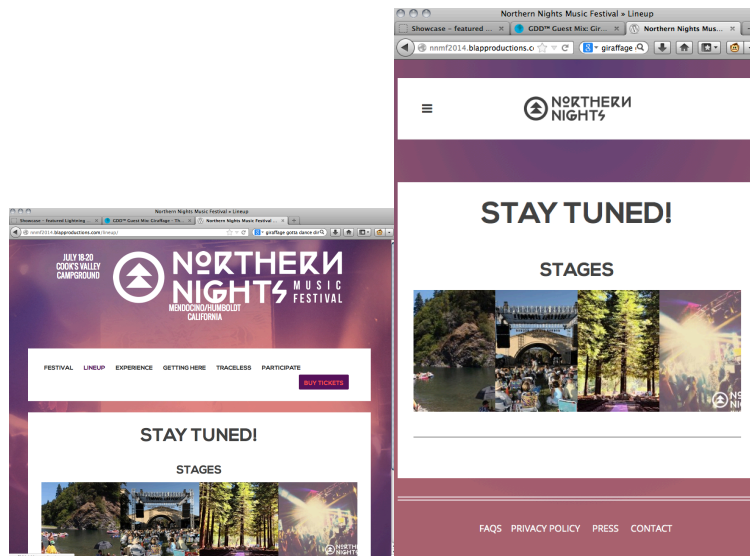 Northern Nights Music Festival » Lineup
Showcase – featured Lightning ...
GDD™ Guest Mix: Giraffage – Th...
Northern Nights Music Festival ...
nnmf2014.blapproductions.com/lineup/
giraffage gotta dance dir
JULY 18-20
COOK'S VALLEY
CAMPGROUND
NORTHERN
NIGHTS MUSIC
FESTIVAL
MENDOCINO/HUMBOLDT
CALIFORNIA
FESTIVAL LINEUP EXPERIENCE GETTING HERE TRACELESS PARTICIPATE
BUY TICKETS
STAY TUNED!
STAGES
Northern Nights Music Festival » Lineup
Showcase – featured ...
GDD™ Guest Mix: Gir...
Northern Nights Mus...
nnmf2014.blapproductions.co
giraffage
NORTHERN
NIGHTS
STAY TUNED!
STAGES
FAQS PRIVACY POLICY PRESS CONTACT